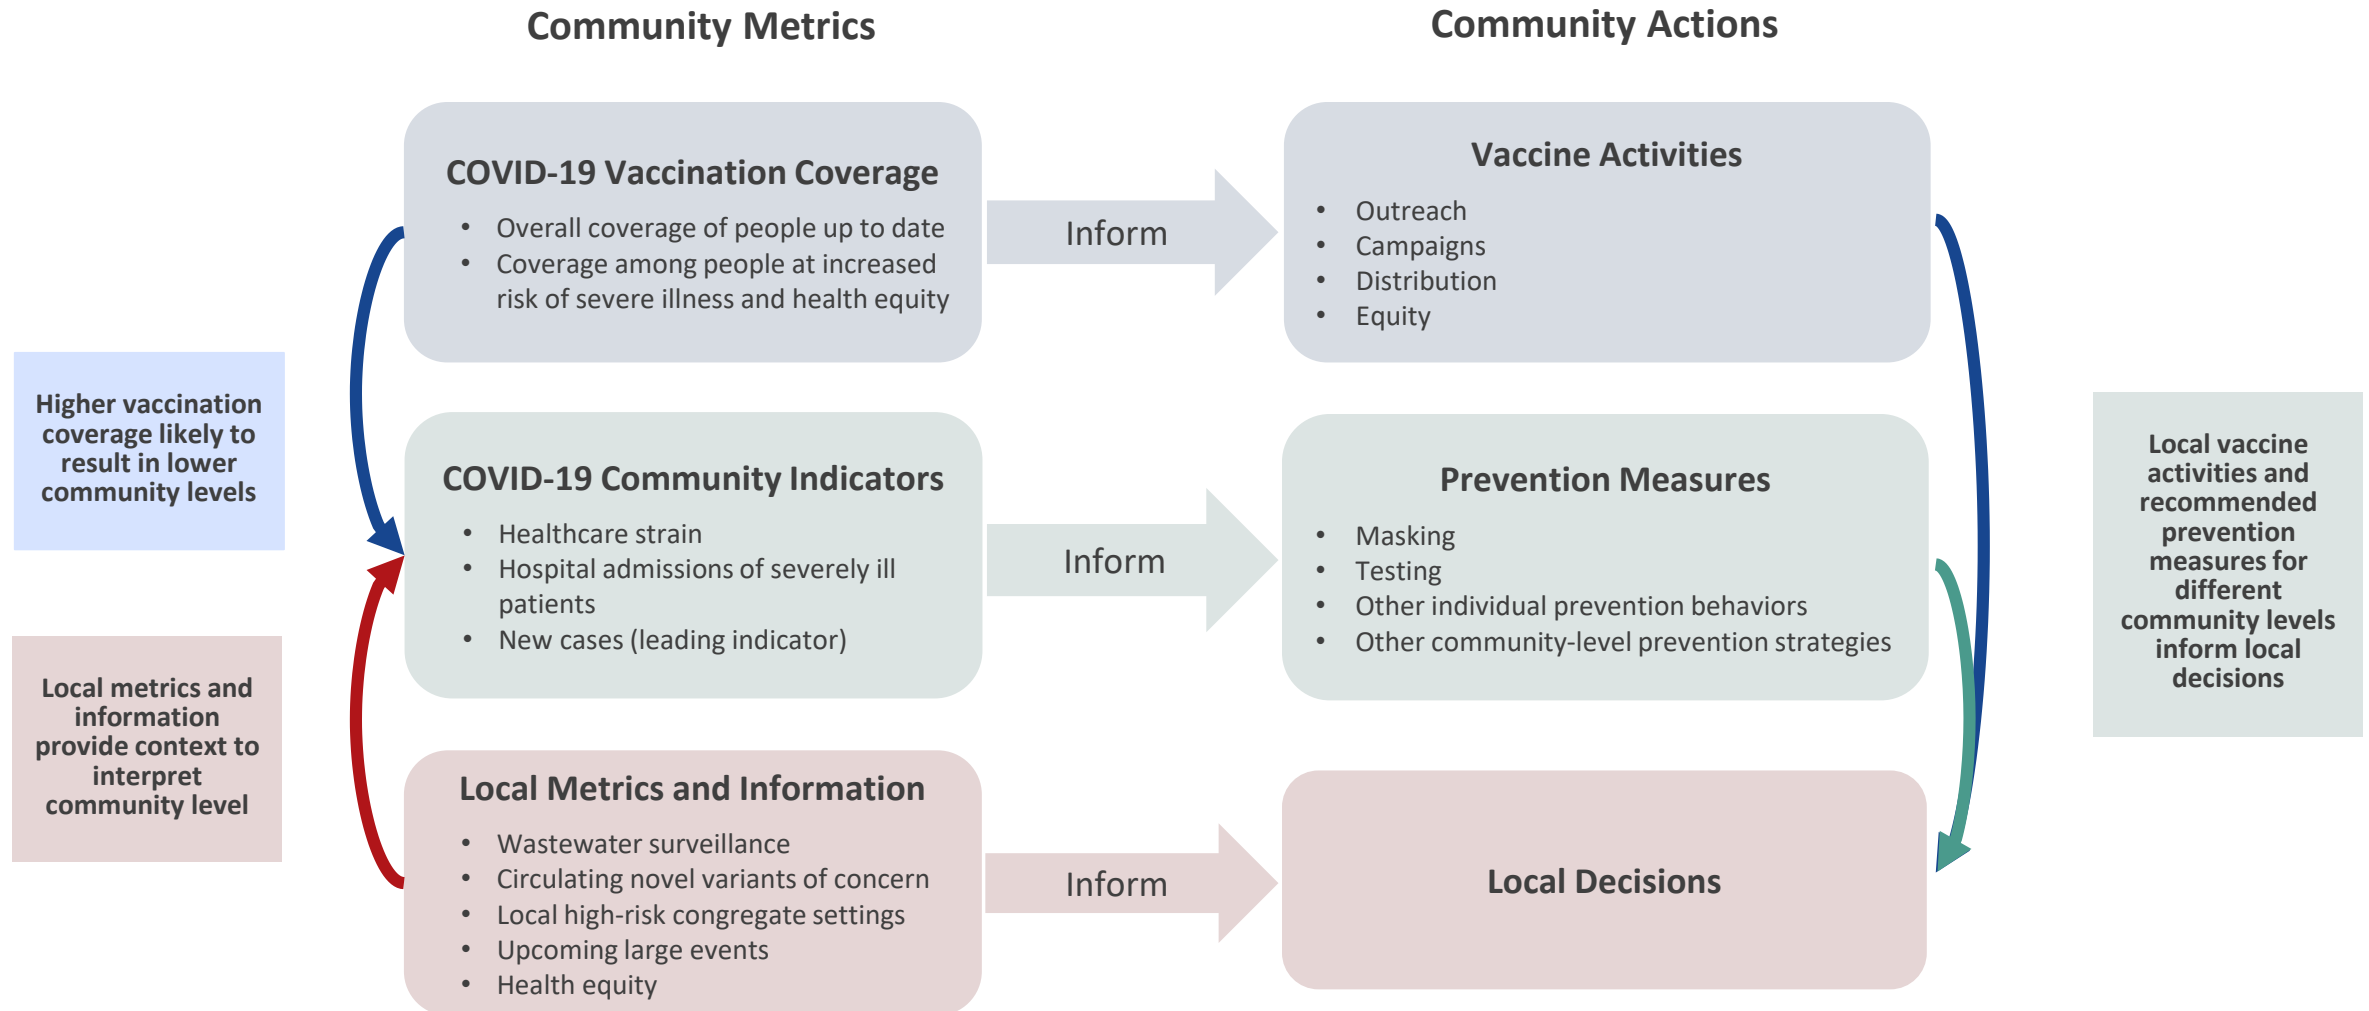 Community Metrics
Community Actions
COVID-19 Vaccination Coverage
• Overall coverage of people up to date
• Coverage among people at increased
risk of severe illness and health equity
Inform
Vaccine Activities
• Outreach
• Campaigns
• Distribution
• Equity
Higher vaccination
coverage likely to
result in lower
community levels
COVID-19 Community Indicators
• Healthcare strain
• Hospital admissions of severely ill
patients
• New cases (leading indicator)
Inform
Prevention Measures
• Masking
• Testing
• Other individual prevention behaviors
• Other community-level prevention strategies
Local vaccine
activities and
recommended
prevention
measures for
different
community levels
inform local
decisions
Local metrics and
information
provide context to
interpret
community level
Local Metrics and Information
• Wastewater surveillance
• Circulating novel variants of concern
• Local high-risk congregate settings
• Upcoming large events
• Health equity
Inform
Local Decisions